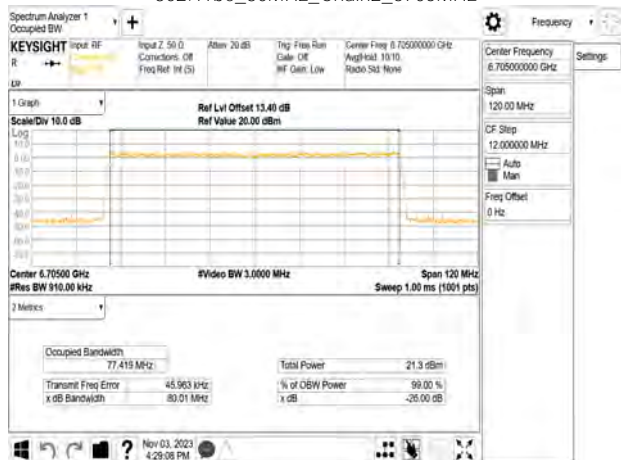 Spectrum Analyzer 1
Occupied BW
Frequency
KEYSIGHT
Input: RF
R
Input Z: 50 Ω
Corrections: Off
Freq Ref: Int (S)
Atten: 20 dB
Trig: Free Run
Gate: Off
#IF Gain: Low
Center Freq: 6.705000000 GHz
Avg|Hold: 10/10
Radio Std: None
Center Frequency
6.705000000 GHz
Settings
Span
120.00 MHz
CF Step
12.000000 MHz
Auto
Man
Freq Offset
0 Hz
1 Graph
Scale/Div 10.0 dB
Ref Lvl Offset 13.40 dB
Ref Value 20.00 dBm
Log
10.0
0.00
Center 6.70500 GHz
#Res BW 910.00 kHz
#Video BW 3.0000 MHz
Span 120 MHz
Sweep 1.00 ms (1001 pts)
2 Metrics
Occupied Bandwidth
77.419 MHz
Total Power
21.3 dBm
Transmit Freq Error
45.963 kHz
% of OBW Power
99.00 %
x dB Bandwidth
80.01 MHz
x dB
-26.00 dB
?
Nov 03, 2023
4:29:08 PM